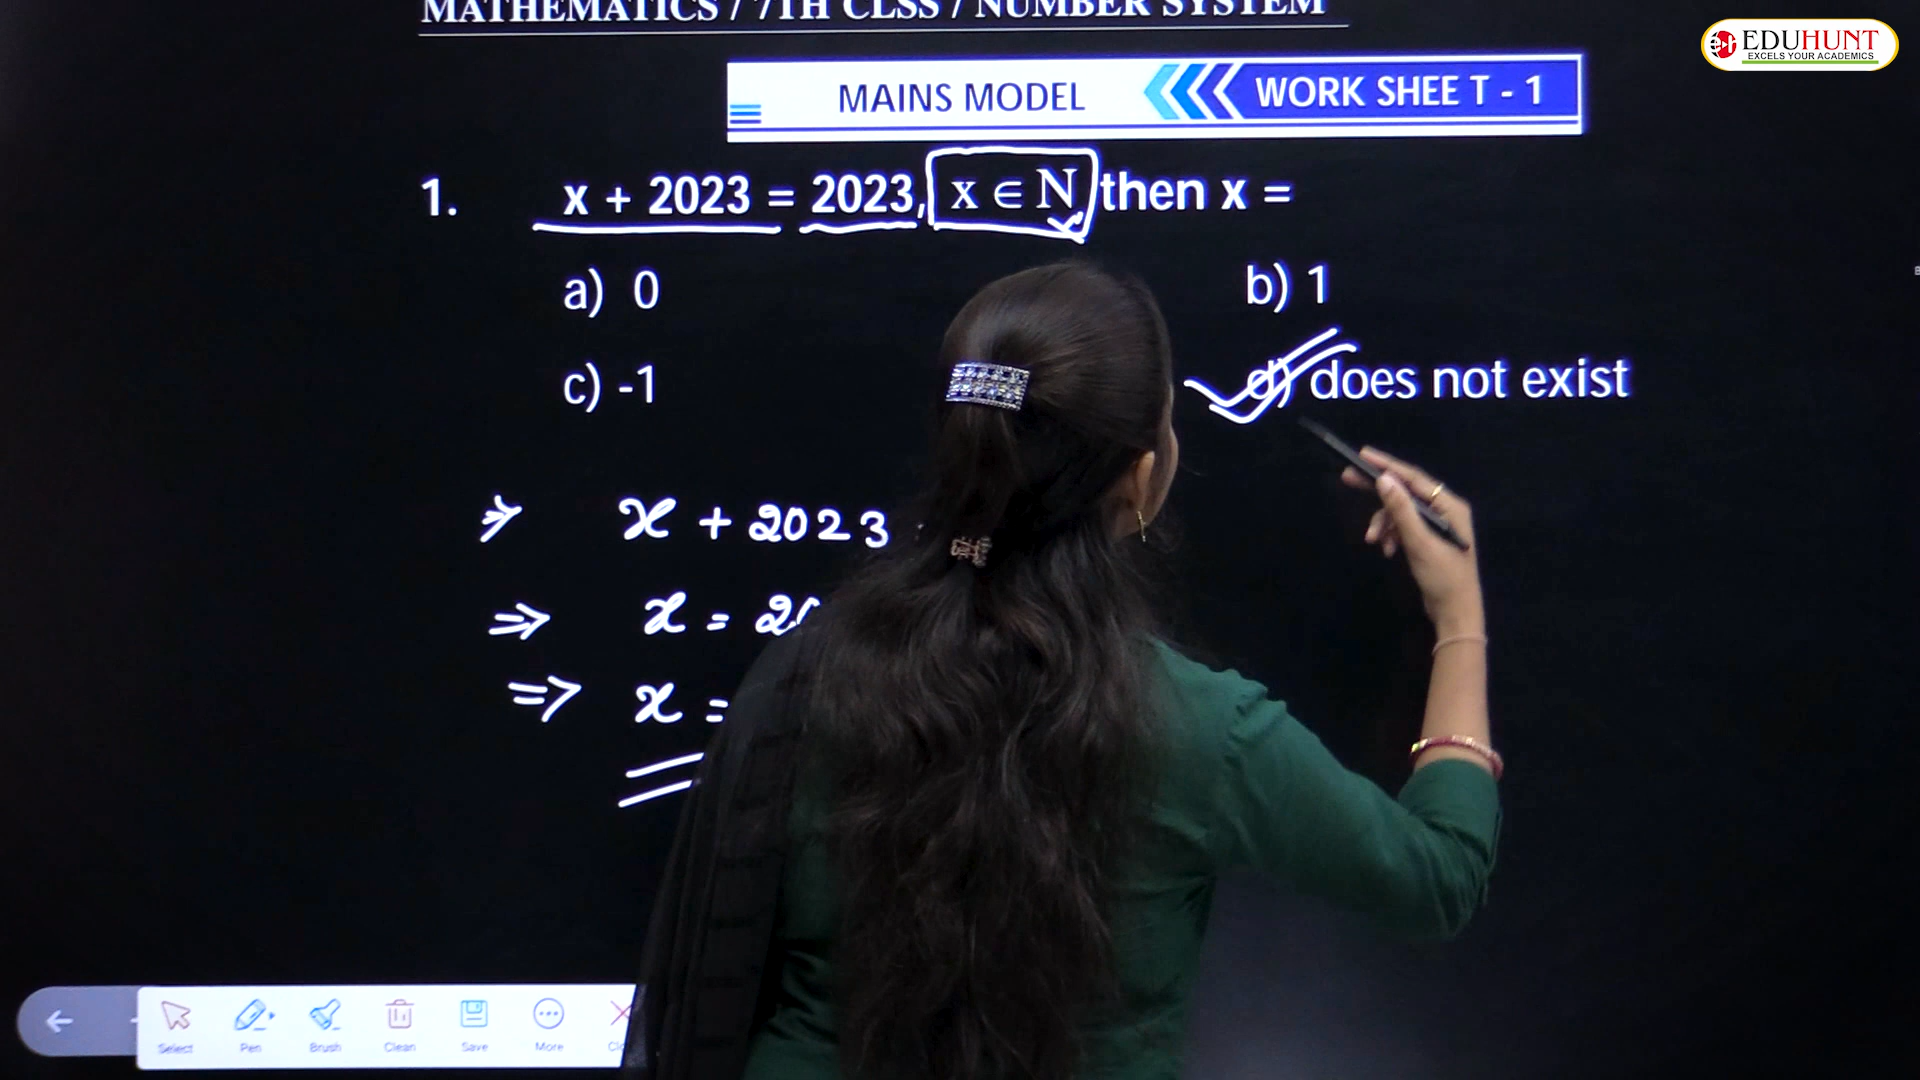 MATHEMATICS / 7TH CLSS / NUMBER SYSTEM
EDUHUNT
EXCELS YOUR ACADEMICS
MAINS MODEL WORK SHEE T - 1
1. x + 2023 = 2023, x ∈ N then x =
a) 0 b) 1
c) -1 d) does not exist
⇒ x + 2023
⇒ x =
⇒ x =
Select Pen Brush Clean Save More